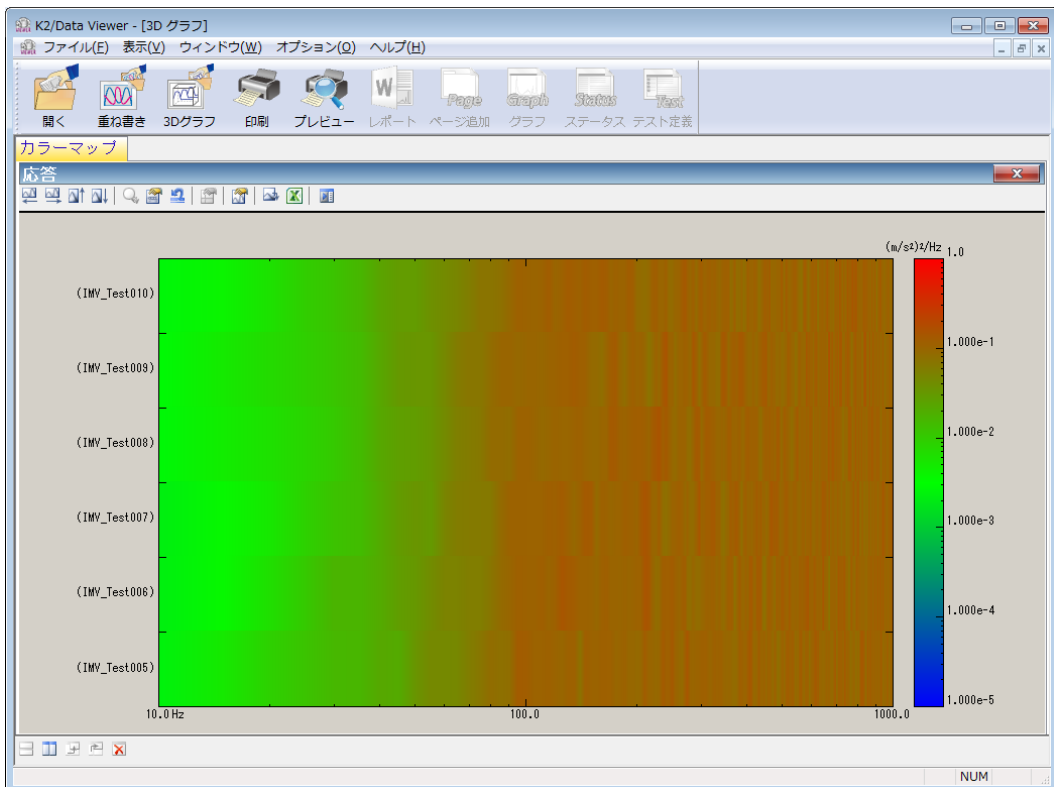 K2/Data Viewer - [3D グラフ]
ファイル(F) 表示(V) ウィンドウ(W) オプション(O) ヘルプ(H)
開く 重ね書き 3Dグラフ 印刷 プレビュー レポート ページ追加 グラフ ステータス テスト定義
W Page Graph Status Test
カラーマップ
応答
(m/s²)²/Hz
1.0
(IMV_Test010)
1.000e-1
(IMV_Test009)
1.000e-2
(IMV_Test008)
(IMV_Test007)
1.000e-3
(IMV_Test006)
1.000e-4
(IMV_Test005)
1.000e-5
10.0Hz 100.0 1000.0
NUM